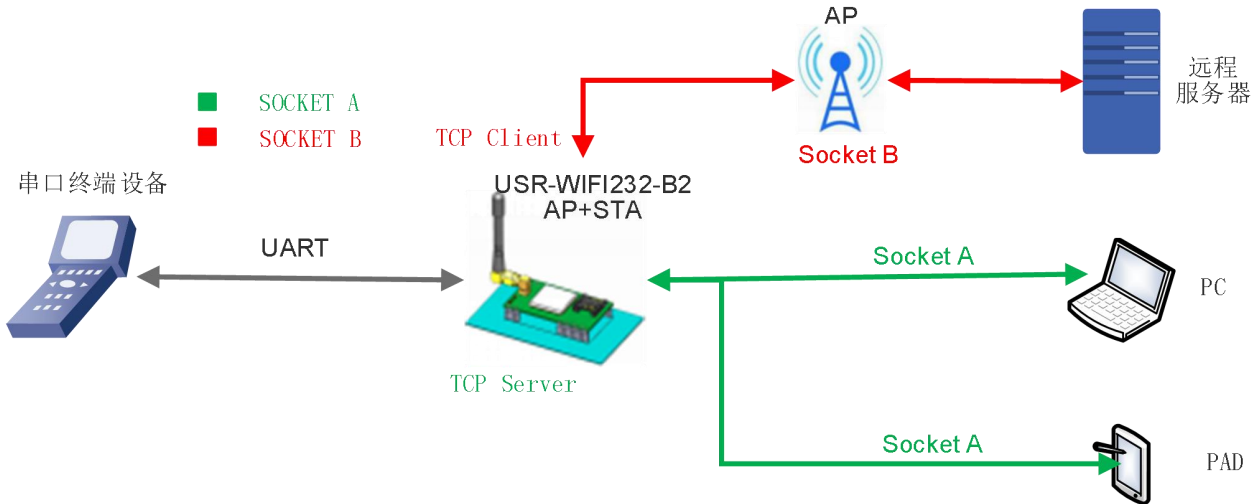 AP
远程
服务器
SOCKET A
SOCKET B
TCP Client
Socket B
串口终端设备
USR-WIFI232-B2
AP+STA
UART
Socket A
PC
TCP Server
Socket A
PAD